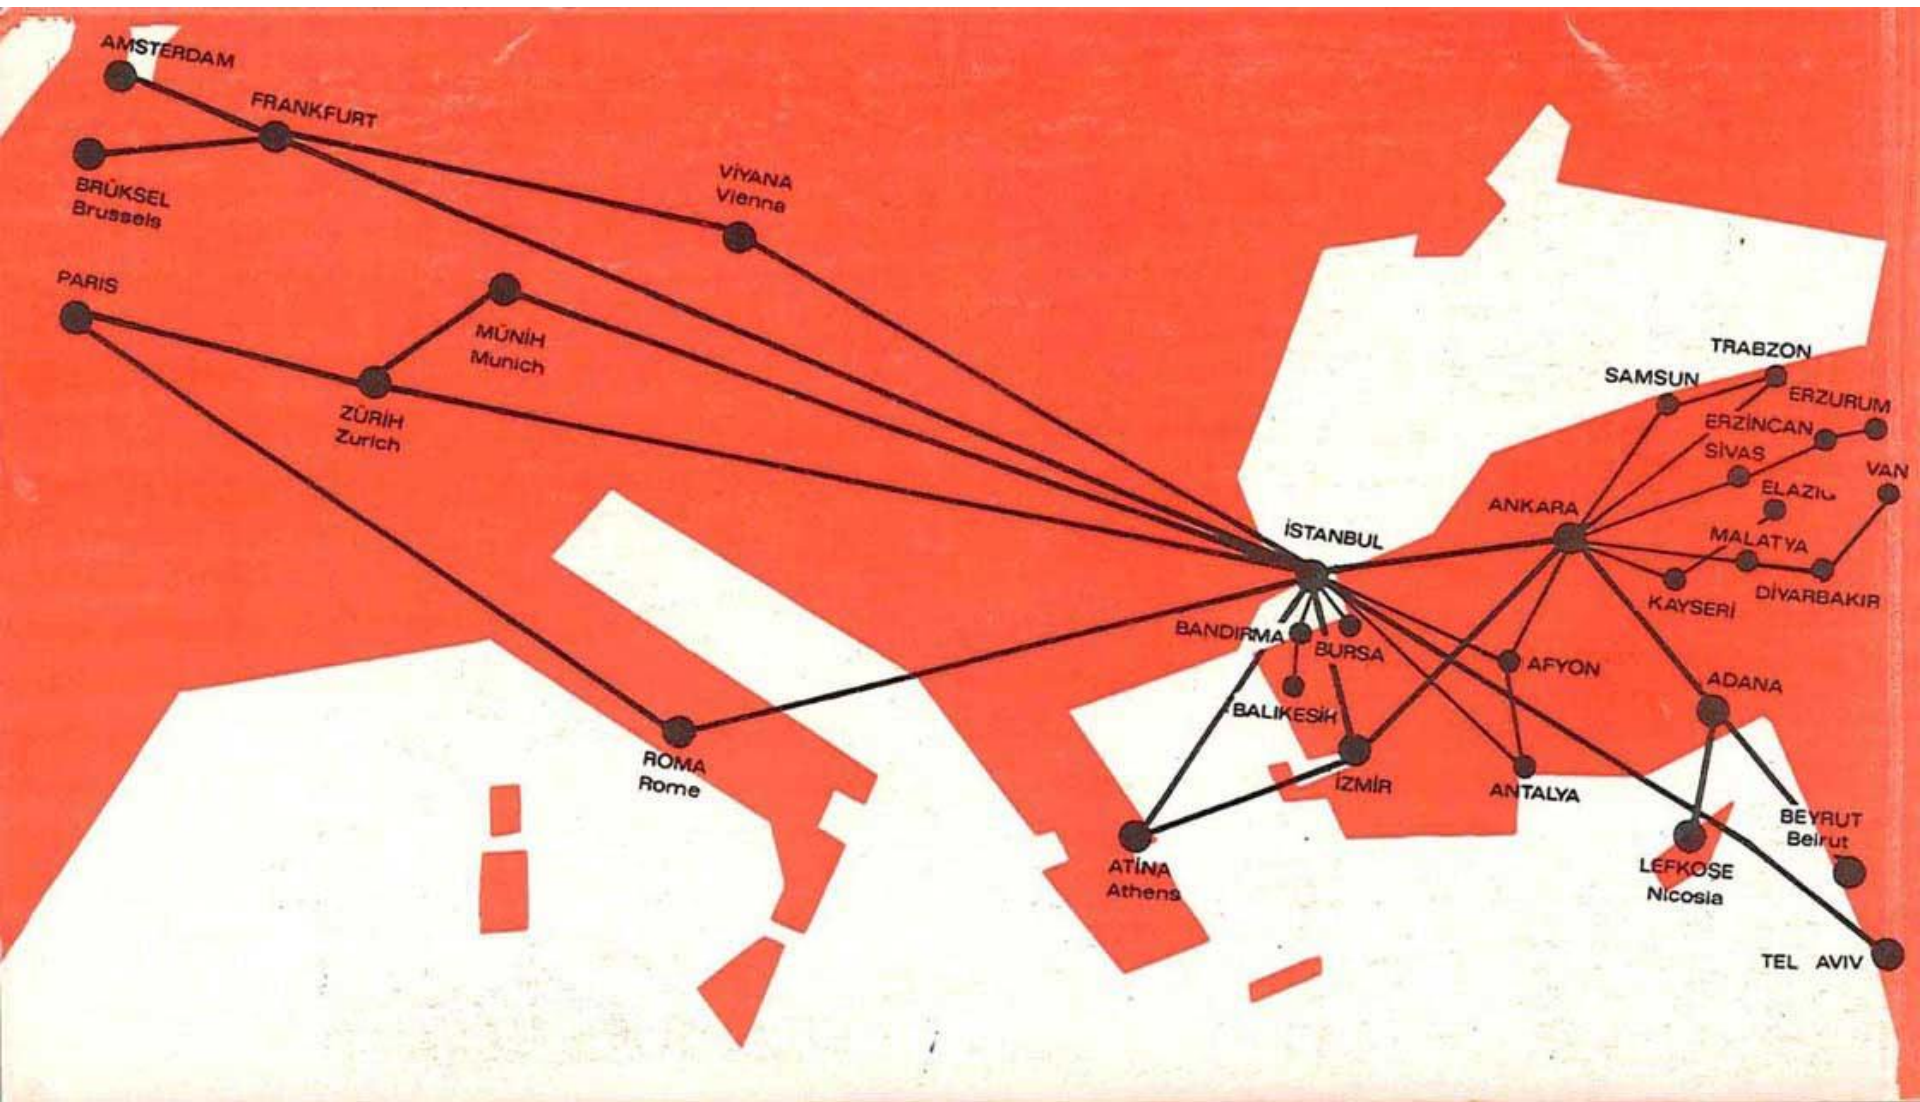 AMSTERDAM
FRANKFURT
BRÜKSEL
Brussels
VİYANA
Vienna
PARIS
MÜNİH
Munich
ZÜRİH
Zurich
ROMA
Rome
İSTANBUL
ANKARA
TRABZON
SAMSUN
ERZURUM
ERZİNCAN
SİVAS
VAN
ELAZIG
MALATYA
KAYSERİ
DİYARBAKIR
BANDIRMA
BURSA
AFYON
ADANA
BALIKESİR
İZMİR
ANTALYA
ATİNA
Athens
BEYRUT
Beirut
LEFKOŞE
Nicosia
TEL AVIV